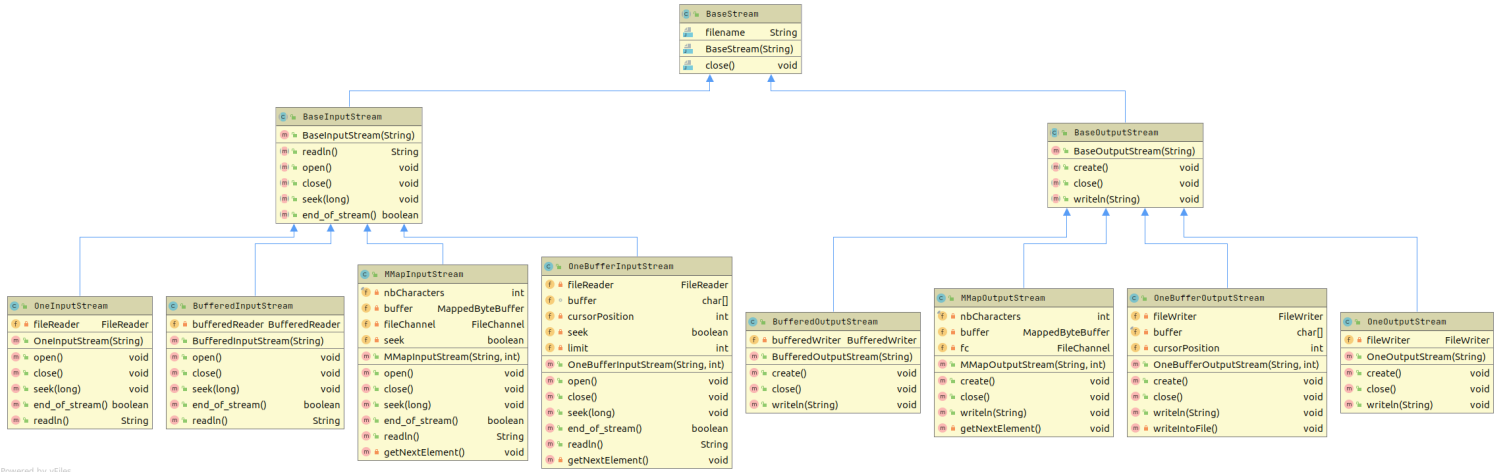 BaseStream
filename String
BaseStream(String)
close() void
BaseInputStream
BaseInputStream(String)
readln() String
open() void
close() void
seek(long) void
end_of_stream() boolean
BaseOutputStream
BaseOutputStream(String)
create() void
close() void
writeln(String) void
OneInputStream
fileReader FileReader
OneInputStream(String)
open() void
close() void
seek(long) void
end_of_stream() boolean
readln() String
BufferedInputStream
bufferedReader BufferedReader
BufferedInputStream(String)
open() void
close() void
seek(long) void
end_of_stream() boolean
readln() String
MMapInputStream
nbCharacters int
buffer MappedByteBuffer
fileChannel FileChannel
seek boolean
MMapInputStream(String, int)
open() void
close() void
seek(long) void
end_of_stream() boolean
readln() String
getNextElement() void
OneBufferInputStream
fileReader FileReader
buffer char[]
cursorPosition int
seek boolean
limit int
OneBufferInputStream(String, int)
open() void
close() void
seek(long) void
end_of_stream() boolean
readln() String
getNextElement() void
BufferedOutputStream
bufferedWriter BufferedWriter
BufferedOutputStream(String)
create() void
close() void
writeln(String) void
MMapOutputStream
nbCharacters int
buffer MappedByteBuffer
fc FileChannel
MMapOutputStream(String, int)
create() void
close() void
writeln(String) void
getNextElement() void
OneBufferOutputStream
fileWriter FileWriter
buffer char[]
cursorPosition int
OneBufferOutputStream(String, int)
create() void
close() void
writeln(String) void
writeIntoFile() void
OneOutputStream
fileWriter FileWriter
OneOutputStream(String)
create() void
close() void
writeln(String) void
Powered by yFiles